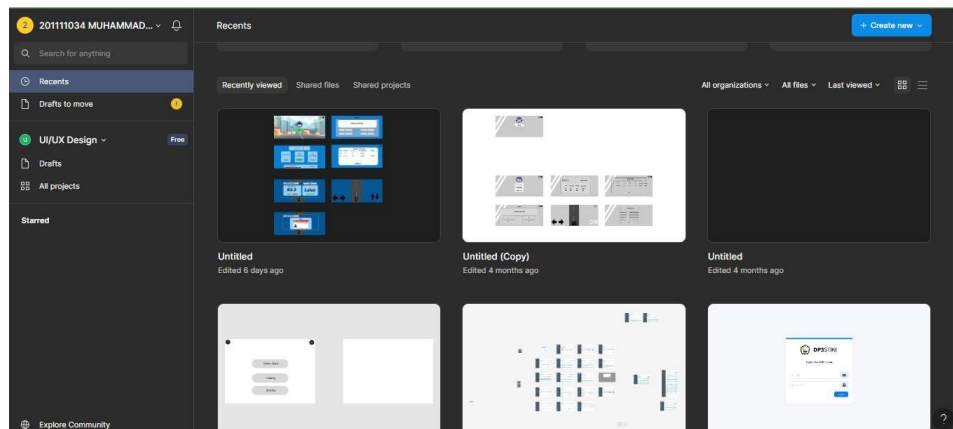 2 201111034 MUHAMMAD...
Search for anything
Recents
Drafts to move
U UI/UX Design Free
Drafts
All projects
Starred
Explore Community
Recents
+ Create new
Recently viewed Shared files Shared projects
All organizations All files Last viewed
Untitled
Edited 6 days ago
Untitled (Copy)
Edited 4 months ago
Untitled
Edited 4 months ago
DP3STIKI
?